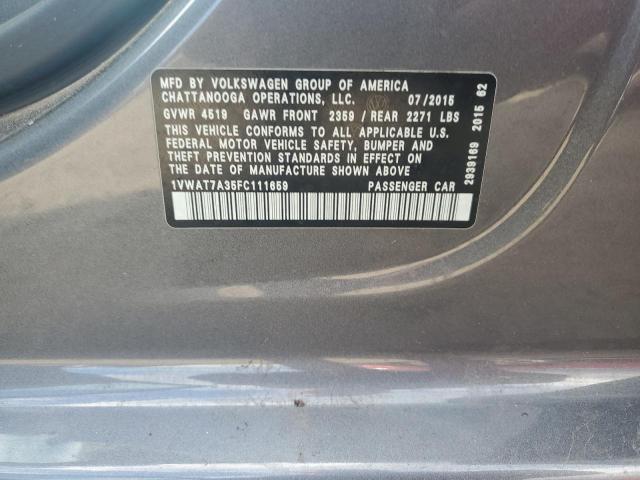 MFD BY VOLKSWAGEN GROUP OF AMERICA
CHATTANOOGA OPERATIONS, LLC. 07/2015
GVWR 4519 GAWR FRONT 2359 / REAR 2271 LBS
THIS VEHICLE CONFORMS TO ALL APPLICABLE U.S.
FEDERAL MOTOR VEHICLE SAFETY, BUMPER AND
THEFT PREVENTION STANDARDS IN EFFECT ON
THE DATE OF MANUFACTURE SHOWN ABOVE
1VWAT7A35FC111659 PASSENGER CAR
2939169 2015 62